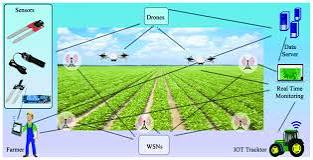 Sensors
Drones
Data
Server
Real Time
Monitoring
Farmer
WSNs
IOT Tracktor